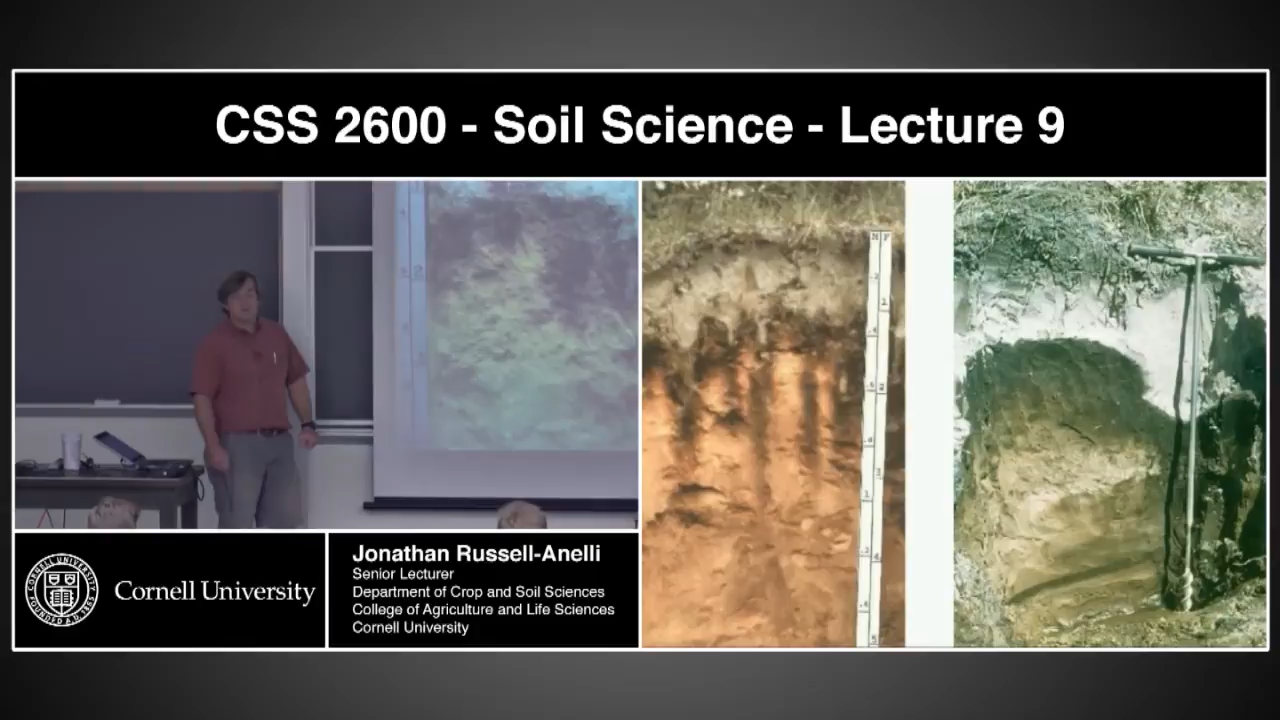 CSS 2600 - Soil Science - Lecture 9
Cornell University
Jonathan Russell-Anelli
Senior Lecturer
Department of Crop and Soil Sciences
College of Agriculture and Life Sciences
Cornell University
CORNELL UNIVERSITY
FOUNDED A.D. 1865
M F